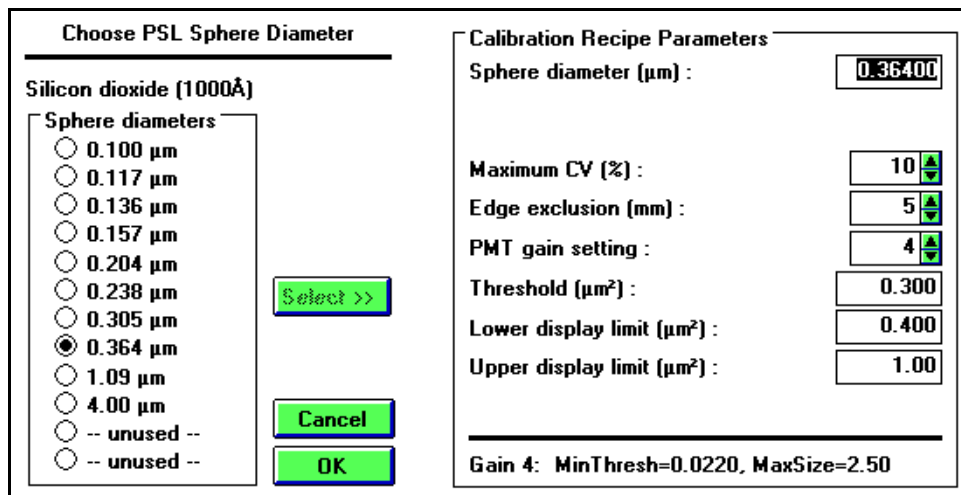 Choose PSL Sphere Diameter
Silicon dioxide (1000Å)
Sphere diameters
0.100 µm
0.117 µm
0.136 µm
0.157 µm
0.204 µm
0.238 µm
0.305 µm
0.364 µm
1.09 µm
4.00 µm
-- unused --
-- unused --
Select >>
Cancel
OK
Calibration Recipe Parameters
Sphere diameter (µm) : 0.36400
Maximum CV (%) : 10
Edge exclusion (mm) : 5
PMT gain setting : 4
Threshold (µm²) : 0.300
Lower display limit (µm²) : 0.400
Upper display limit (µm²) : 1.00
Gain 4: MinThresh=0.0220, MaxSize=2.50